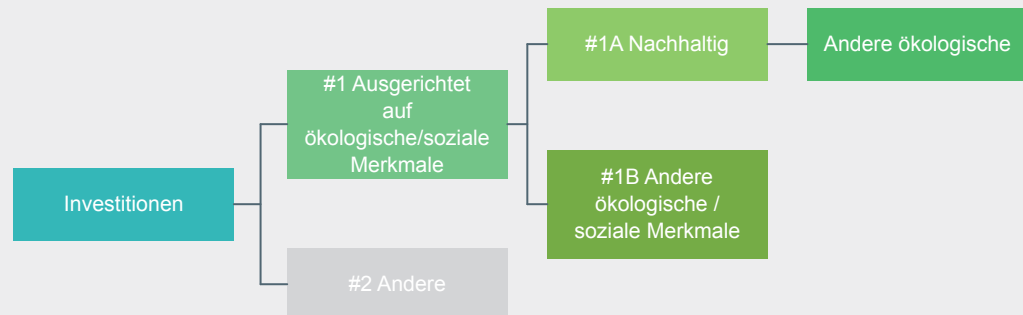 #1A Nachhaltig
Andere ökologische
#1 Ausgerichtet
auf
ökologische/soziale
Merkmale
#1B Andere
ökologische /
soziale Merkmale
Investitionen
#2 Andere